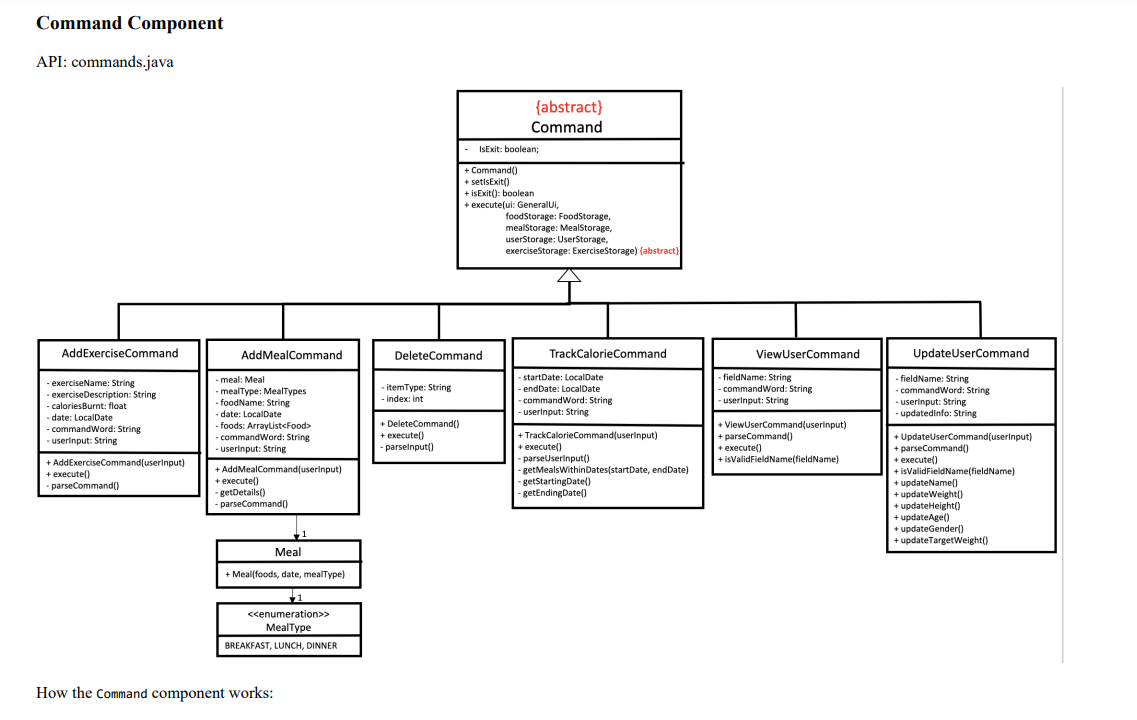 Command Component
API: commands.java
{abstract}
Command
- IsExit: boolean;
+ Command()
+ setIsExit()
+ isExit(): boolean
+ execute(ui: GeneralUi,
foodStorage: FoodStorage,
mealStorage: MealStorage,
userStorage: UserStorage,
exerciseStorage: ExerciseStorage) {abstract}
AddExerciseCommand
- exerciseName: String
- exerciseDescription: String
- caloriesBurnt: float
- date: LocalDate
- commandWord: String
- userInput: String
+ AddExerciseCommand(userInput)
+ execute()
- parseCommand()
AddMealCommand
- meal: Meal
- mealType: MealTypes
- foodName: String
- date: LocalDate
- foods: ArrayList<Food>
- commandWord: String
- userInput: String
+ AddMealCommand(userInput)
+ execute()
- getDetails()
- parseCommand()
1
Meal
+ Meal(foods, date, mealType)
1
<<enumeration>>
MealType
BREAKFAST, LUNCH, DINNER
DeleteCommand
- itemType: String
- index: int
+ DeleteCommand()
+ execute()
- parseInput()
TrackCalorieCommand
- startDate: LocalDate
- endDate: LocalDate
- commandWord: String
- userInput: String
+ TrackCalorieCommand(userInput)
+ execute()
- parseUserInput()
- getMealsWithinDates(startDate, endDate)
- getStartingDate()
- getEndingDate()
ViewUserCommand
- fieldName: String
- commandWord: String
- userInput: String
+ ViewUserCommand(userInput)
+ parseCommand()
+ execute()
+ isValidFieldName(fieldName)
UpdateUserCommand
- fieldName: String
- commandWord: String
- userInput: String
- updatedInfo: String
+ UpdateUserCommand(userInput)
+ parseCommand()
+ execute()
+ isValidFieldName(fieldName)
+ updateName()
+ updateWeight()
+ updateHeight()
+ updateAge()
+ updateGender()
+ updateTargetWeight()
How the Command component works: